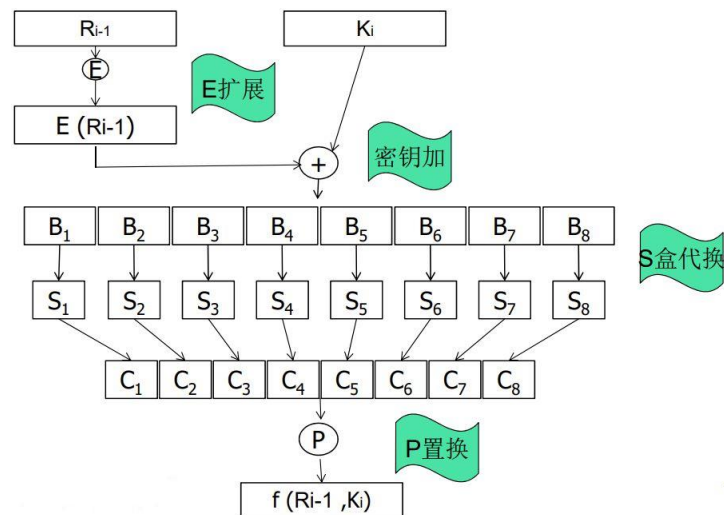 Ri-1
Ki
E
E扩展
E (Ri-1)
+
密钥加
B1 B2 B3 B4 B5 B6 B7 B8
S盒代换
S1 S2 S3 S4 S5 S6 S7 S8
C1 C2 C3 C4 C5 C6 C7 C8
P
P置换
f (Ri-1 ,Ki)